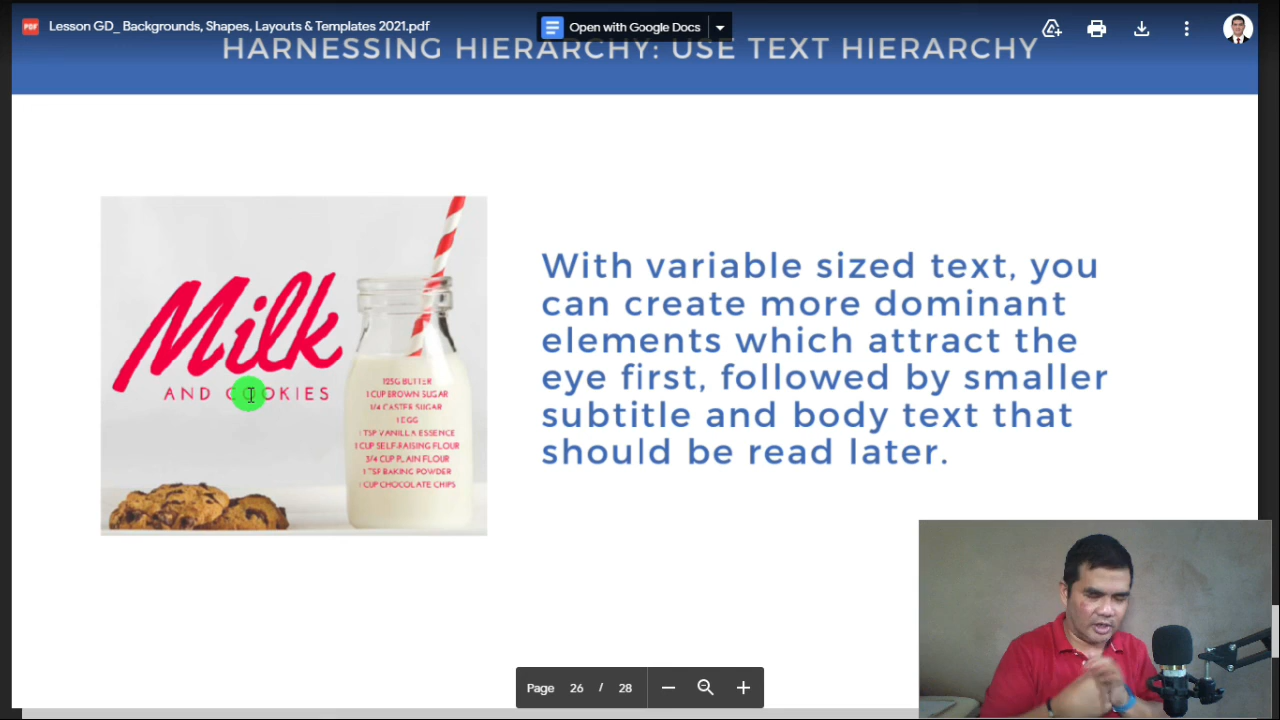 Lesson GD_ Backgrounds, Shapes, Layouts & Templates 2021.pdf
Open with Google Docs
HARNESSING HIERARCHY: USE TEXT HIERARCHY
Milk
AND COOKIES
125G BUTTER
1 CUP BROWN SUGAR
1/4 CASTER SUGAR
1 EGG
1 TSP VANILLA ESSENCE
1 CUP SELF-RAISING FLOUR
3/4 CUP PLAIN FLOUR
1 TSP BAKING POWDER
1 CUP CHOCOLATE CHIPS
With variable sized text, you
can create more dominant
elements which attract the
eye first, followed by smaller
subtitle and body text that
should be read later.
Page 26 / 28